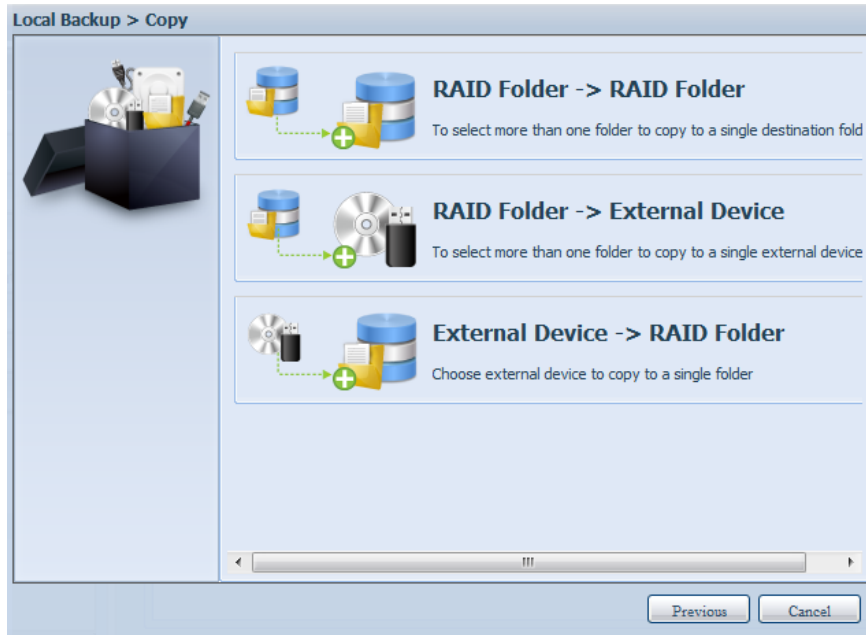 Local Backup > Copy
RAID Folder -> RAID Folder
To select more than one folder to copy to a single destination fold
RAID Folder -> External Device
To select more than one folder to copy to a single external device
External Device -> RAID Folder
Choose external device to copy to a single folder
Previous Cancel